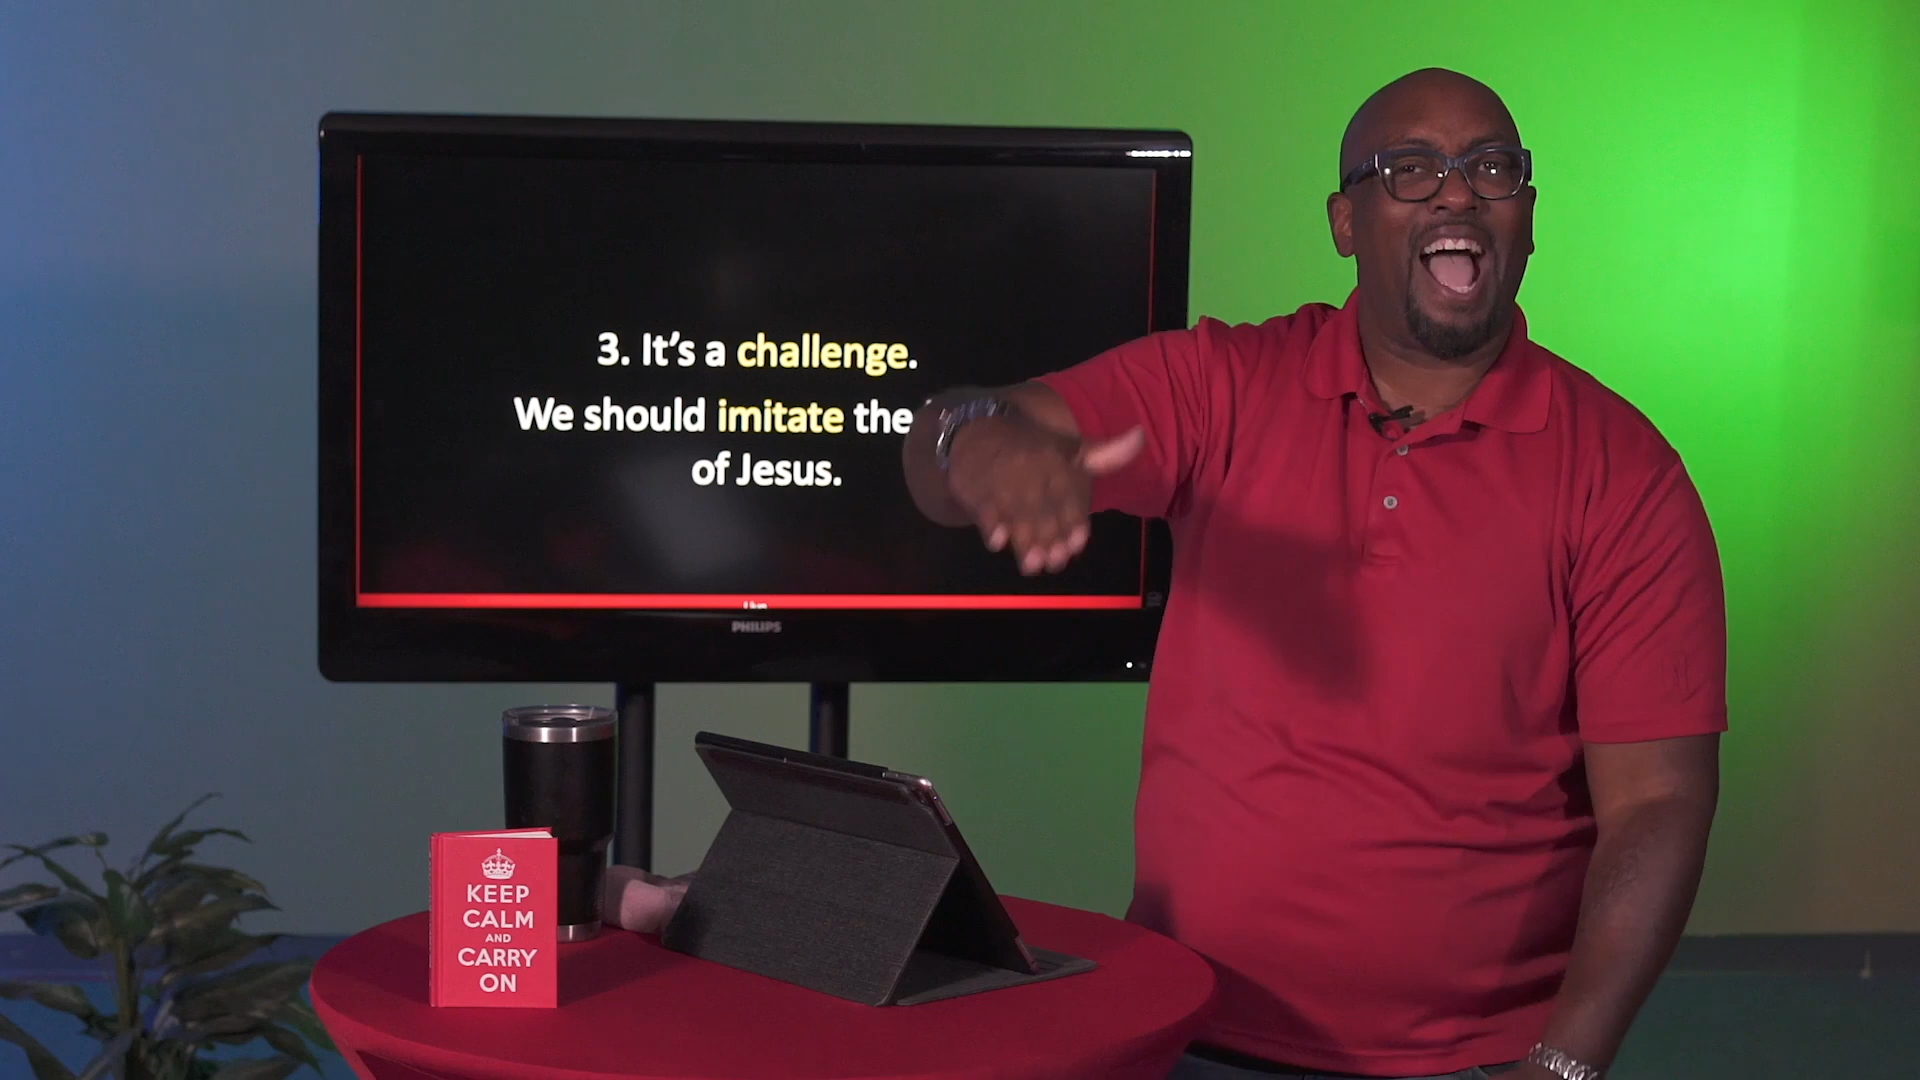 3. It's a challenge.
We should imitate the
of Jesus.
PHILIPS
KEEP
CALM
AND
CARRY
ON